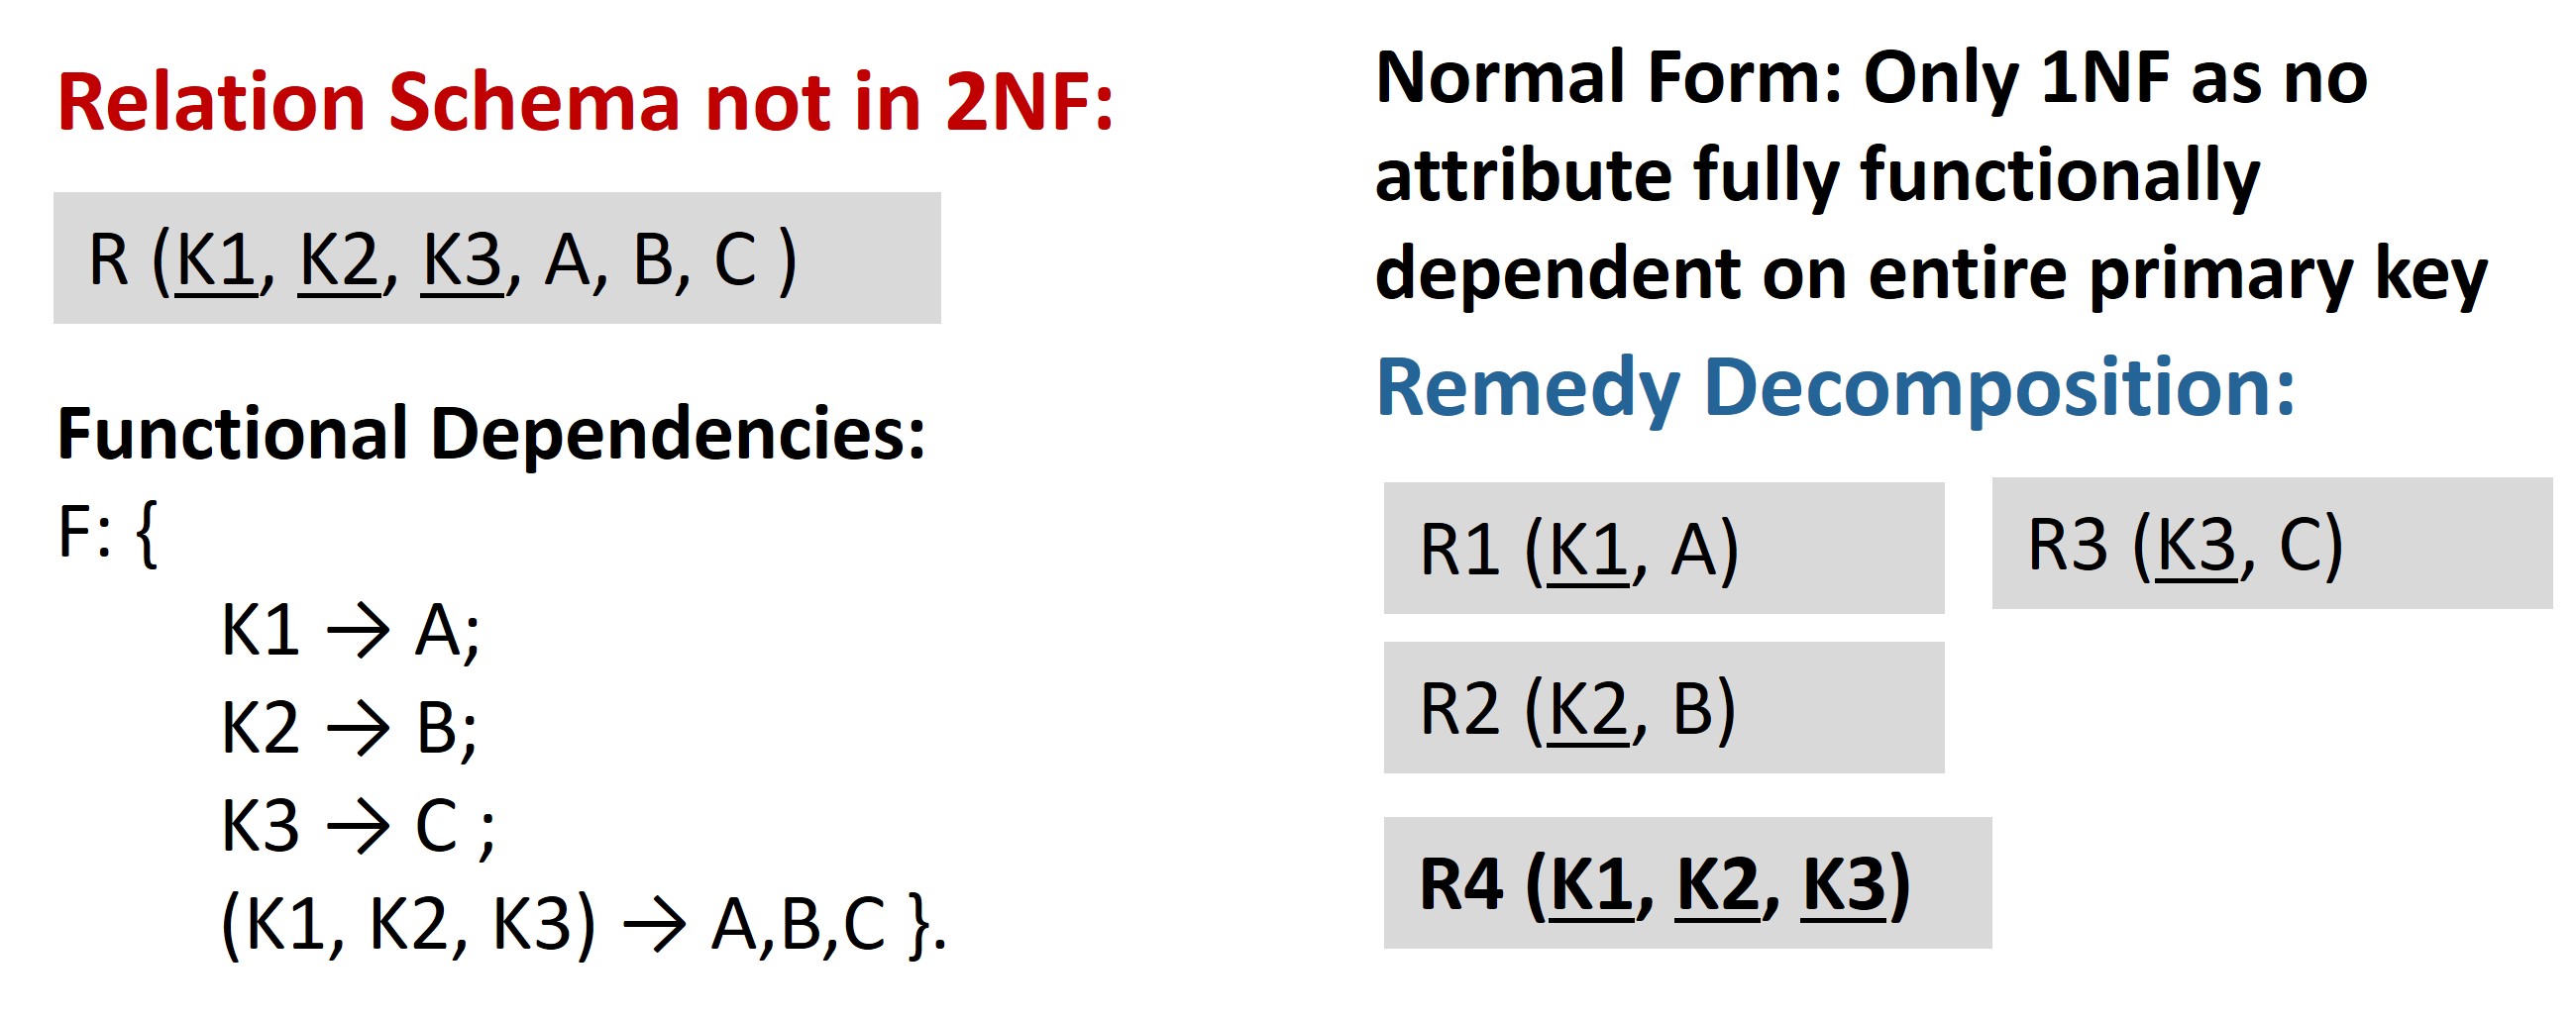 Relation Schema not in 2NF:
R (K1, K2, K3, A, B, C )
Functional Dependencies:
F: {
K1 → A;
K2 → B;
K3 → C ;
(K1, K2, K3) → A,B,C }.
Normal Form: Only 1NF as no
attribute fully functionally
dependent on entire primary key
Remedy Decomposition:
R1 (K1, A)
R3 (K3, C)
R2 (K2, B)
R4 (K1, K2, K3)